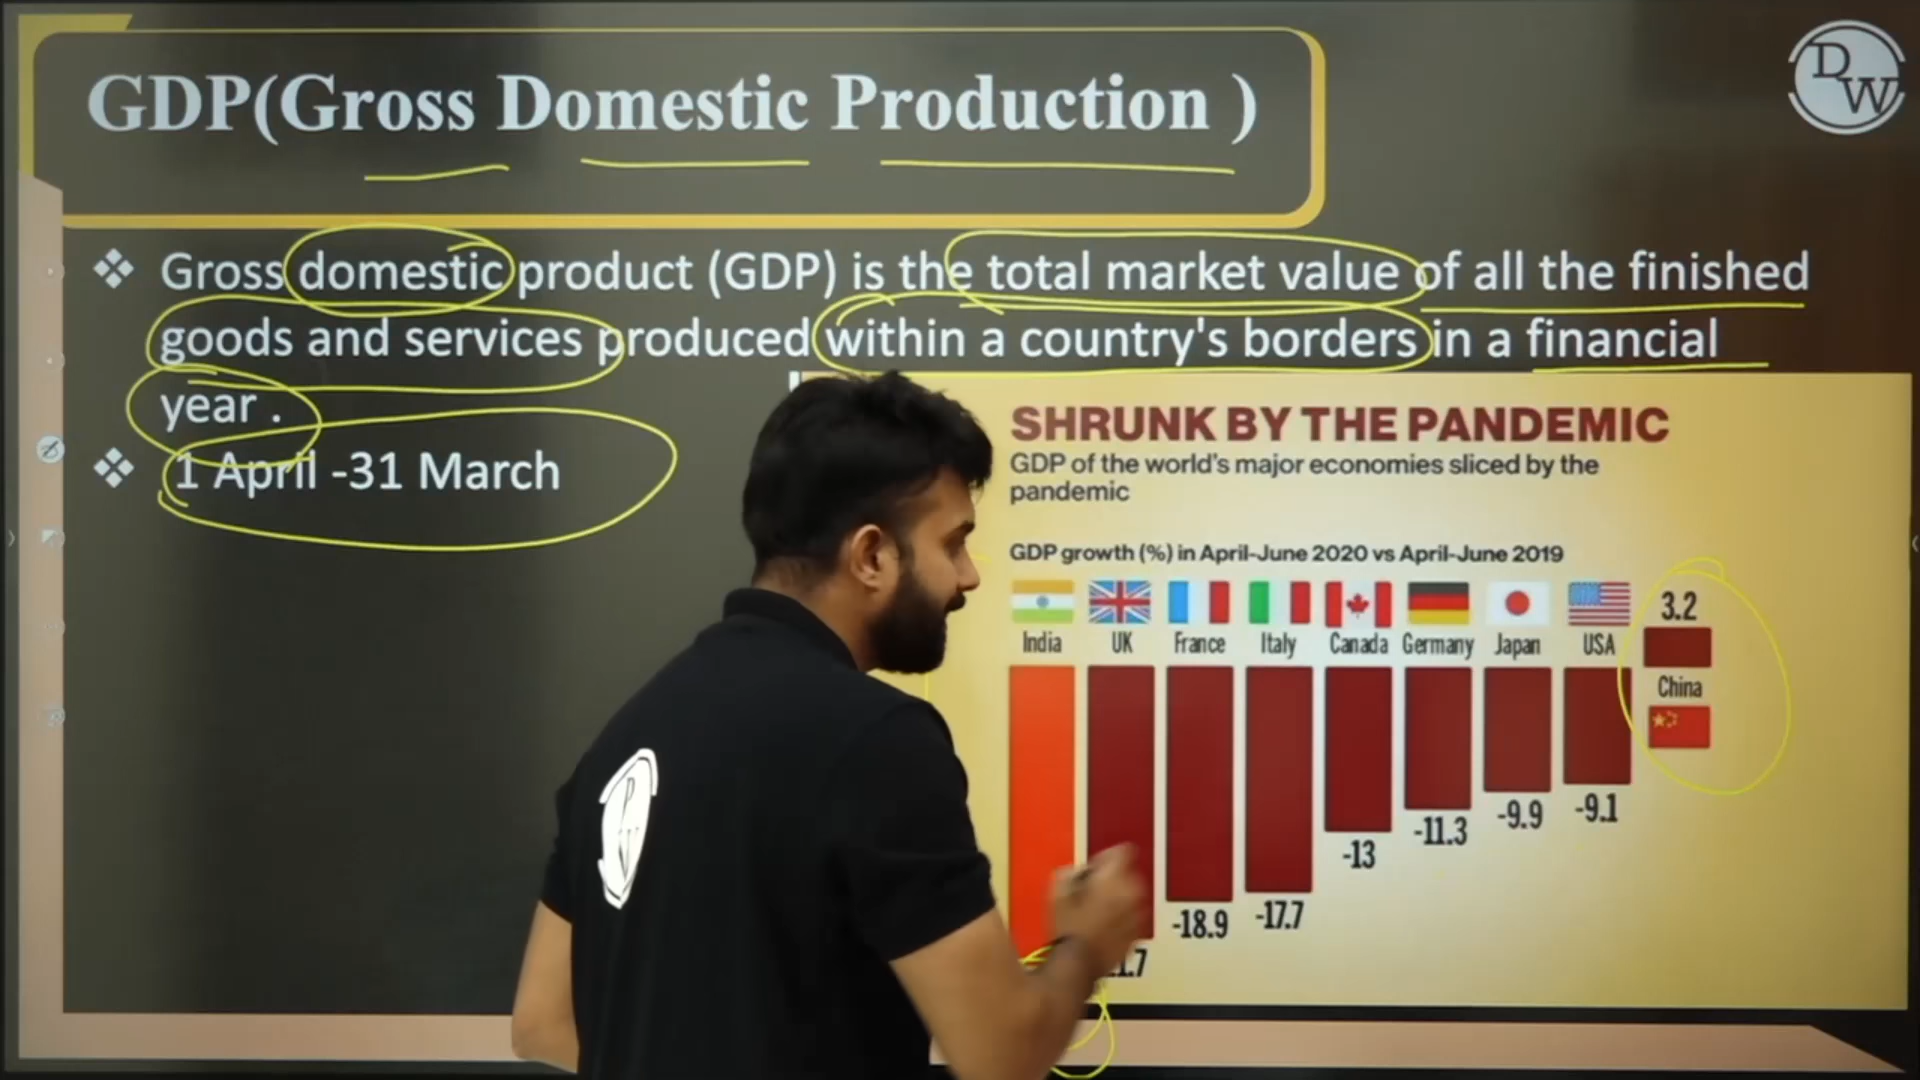 GDP(Gross Domestic Production )
DW
Gross domestic product (GDP) is the total market value of all the finished
goods and services produced within a country's borders in a financial
year .
1 April -31 March
SHRUNK BY THE PANDEMIC
GDP of the world's major economies sliced by the
pandemic
GDP growth (%) in April-June 2020 vs April-June 2019
India UK France Italy Canada Germany Japan USA
3.2
China
-9.1
-9.9
-11.3
-13
-17.7
-18.9
PW